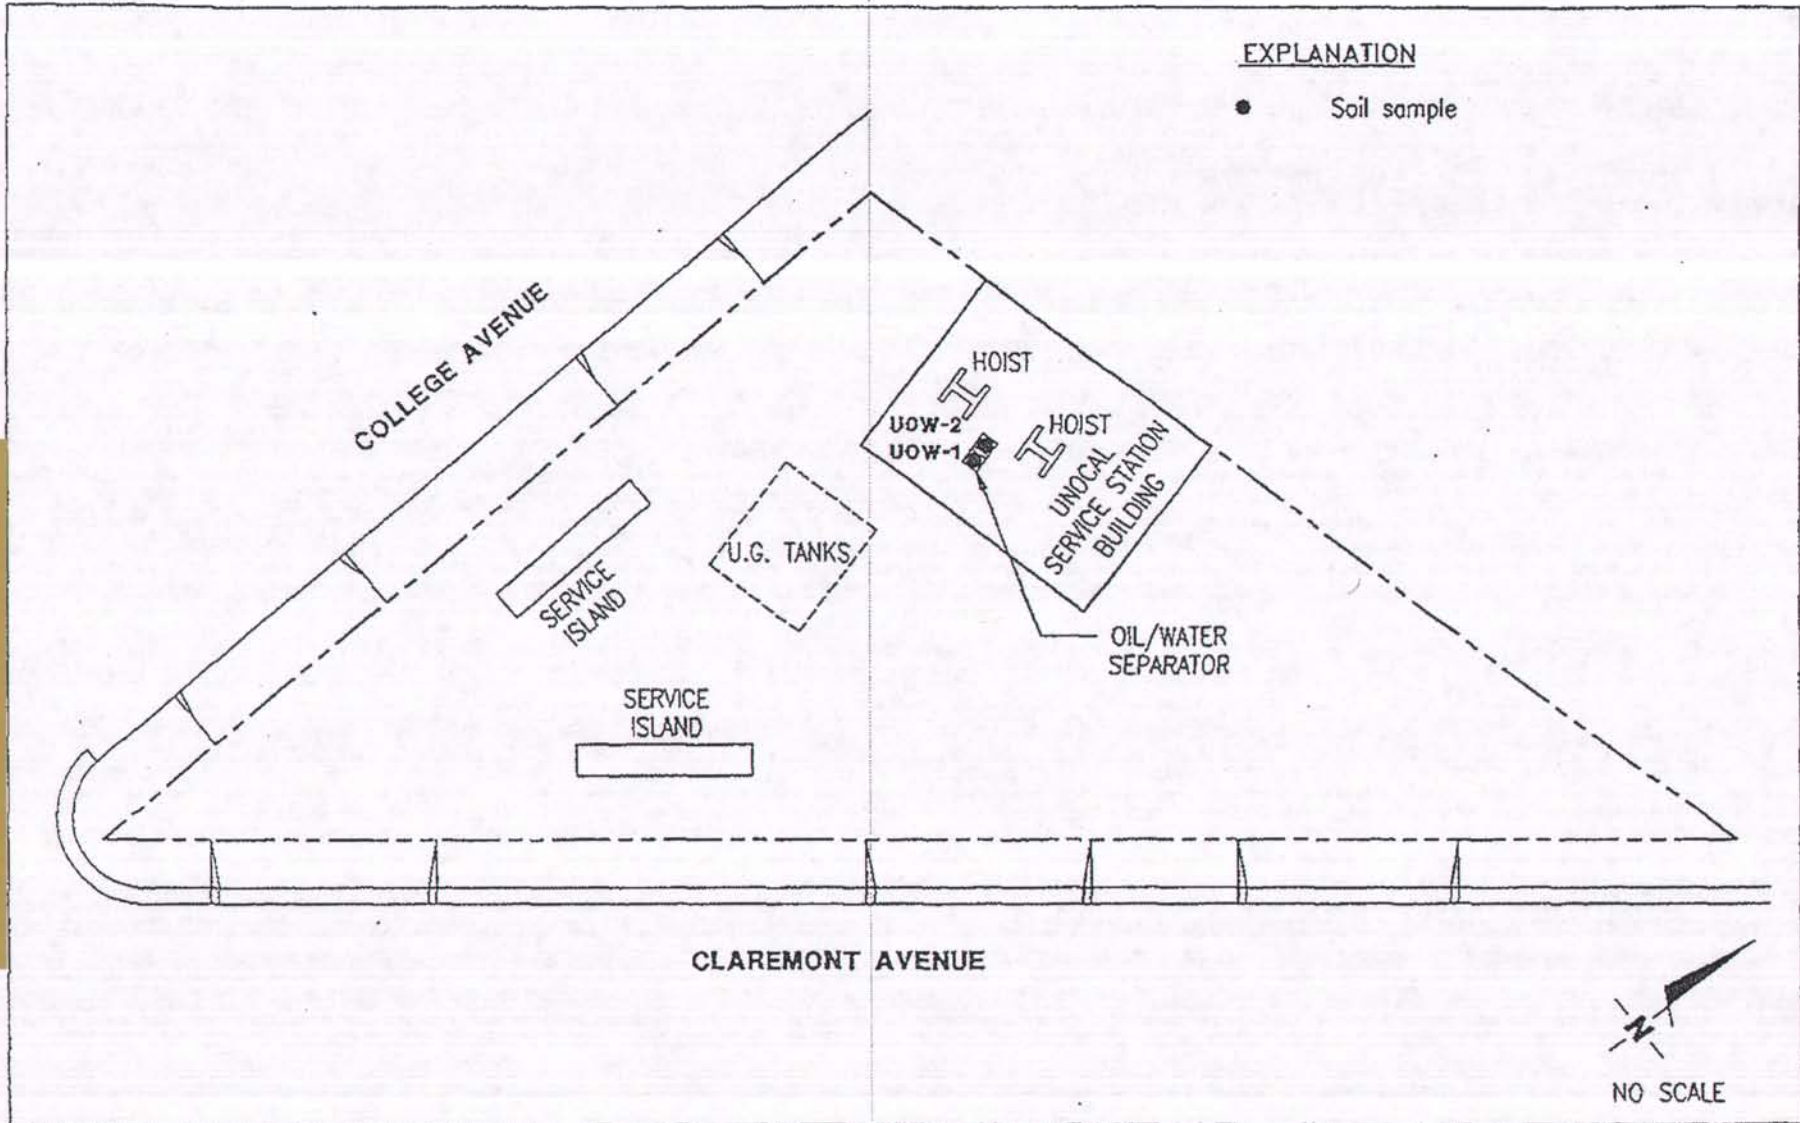 EXPLANATION
Soil sample
COLLEGE AVENUE
HOIST
UOW-2
UOW-1
HOIST
UNOCAL
SERVICE STATION
BUILDING
U.G. TANKS
SERVICE
ISLAND
OIL/WATER
SEPARATOR
SERVICE
ISLAND
CLAREMONT AVENUE
N
NO SCALE